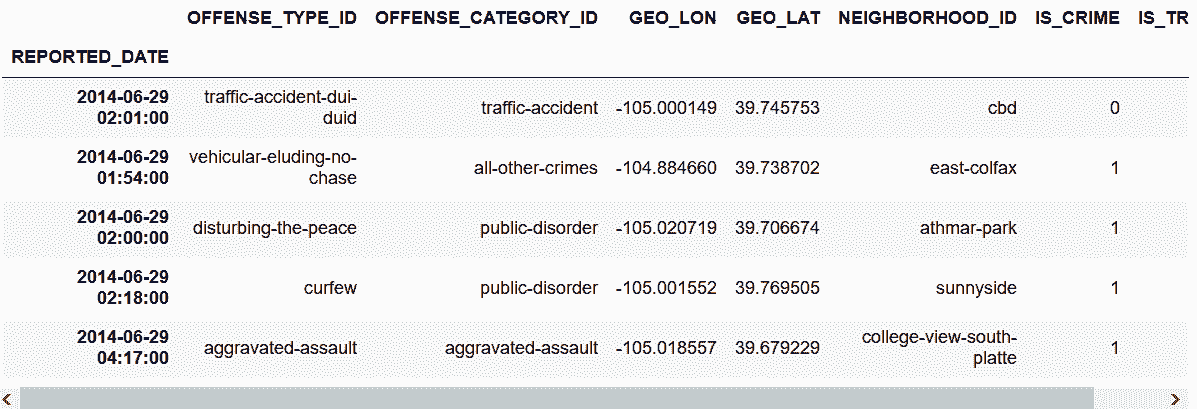 OFFENSE_TYPE_ID OFFENSE_CATEGORY_ID GEO_LON GEO_LAT NEIGHBORHOOD_ID IS_CRIME IS_TR
REPORTED_DATE
2014-06-29 traffic-accident-dui-
02:01:00 duid traffic-accident -105.000149 39.745753 cbd 0
2014-06-29 vehicular-eluding-no-
01:54:00 chase all-other-crimes -104.884660 39.738702 east-colfax 1
2014-06-29
02:00:00 disturbing-the-peace public-disorder -105.020719 39.706674 athmar-park 1
2014-06-29
02:18:00 curfew public-disorder -105.001552 39.769505 sunnyside 1
2014-06-29 college-view-south-
04:17:00 aggravated-assault aggravated-assault -105.018557 39.679229 platte 1